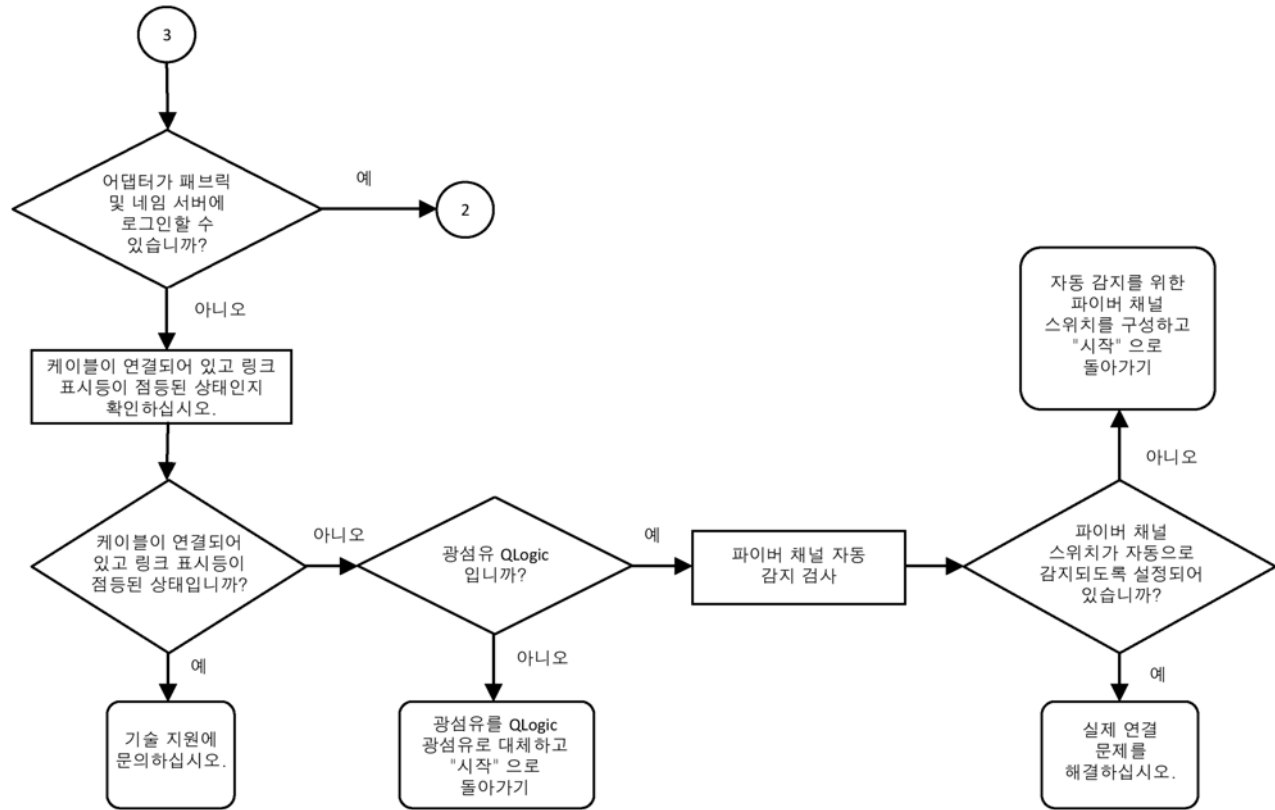 3
어댑터가 패브릭
및 네임 서버에
로그인할 수
있습니까?
예
2
아니오
케이블이 연결되어 있고 링크
표시등이 점등된 상태인지
확인하십시오.
케이블이 연결되어
있고 링크 표시등이
점등된 상태입니까?
아니오
예
기술 지원에
문의하십시오.
광섬유 QLogic
입니까?
예
아니오
광섬유를 QLogic
광섬유로 대체하고
"시작" 으로
돌아가기
파이버 채널 자동
감지 검사
파이버 채널
스위치가 자동으로
감지되도록 설정되어
있습니까?
아니오
자동 감지를 위한
파이버 채널
스위치를 구성하고
"시작" 으로
돌아가기
예
실제 연결
문제를
해결하십시오.